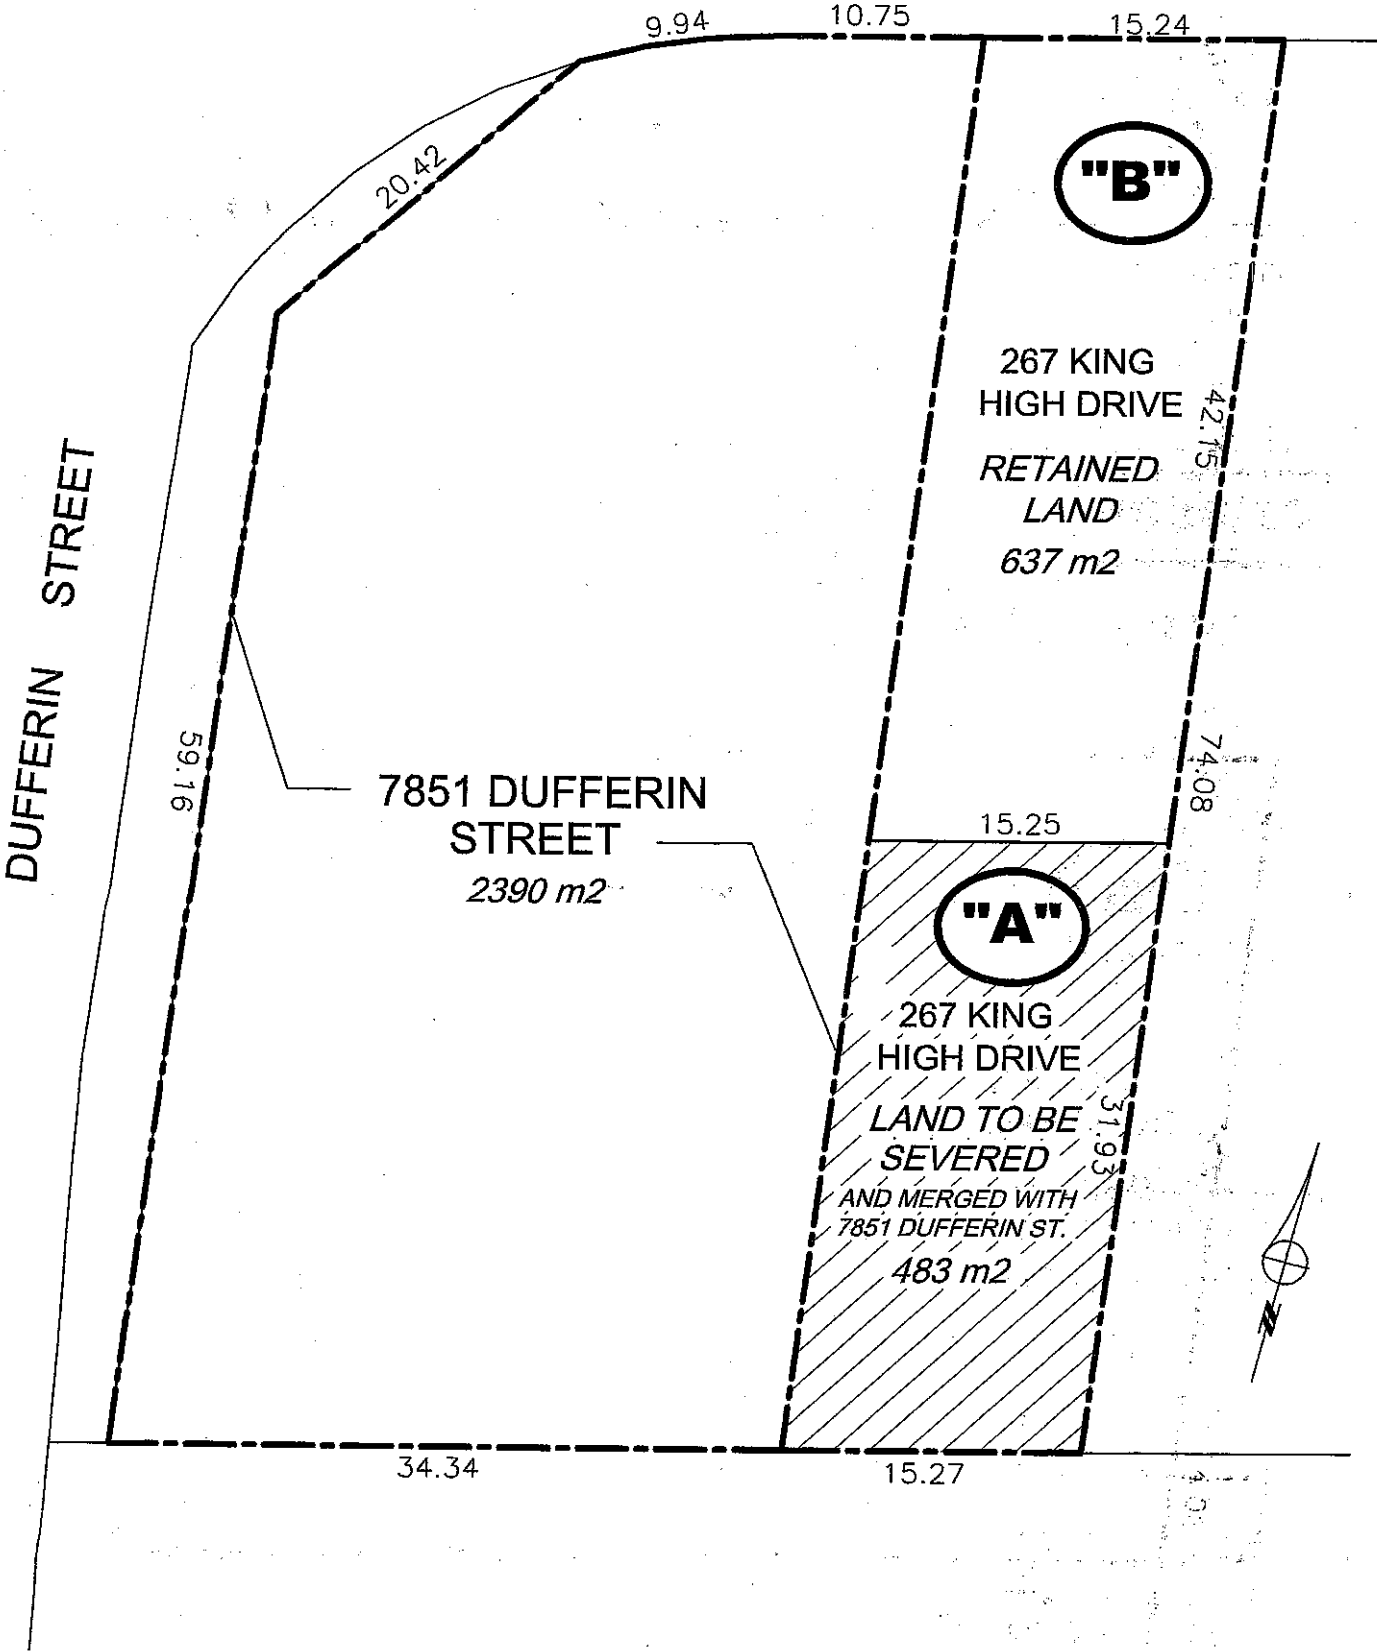 9.94
10.75
15.24
20.42
"B"
267 KING
HIGH DRIVE
RETAINED
LAND
637 m2
42.15
DUFFERIN STREET
59.16
74.08
7851 DUFFERIN
STREET
2390 m2
15.25
"A"
267 KING
HIGH DRIVE
LAND TO BE
SEVERED
AND MERGED WITH
7851 DUFFERIN ST.
483 m2
31.93
N
34.34
15.27